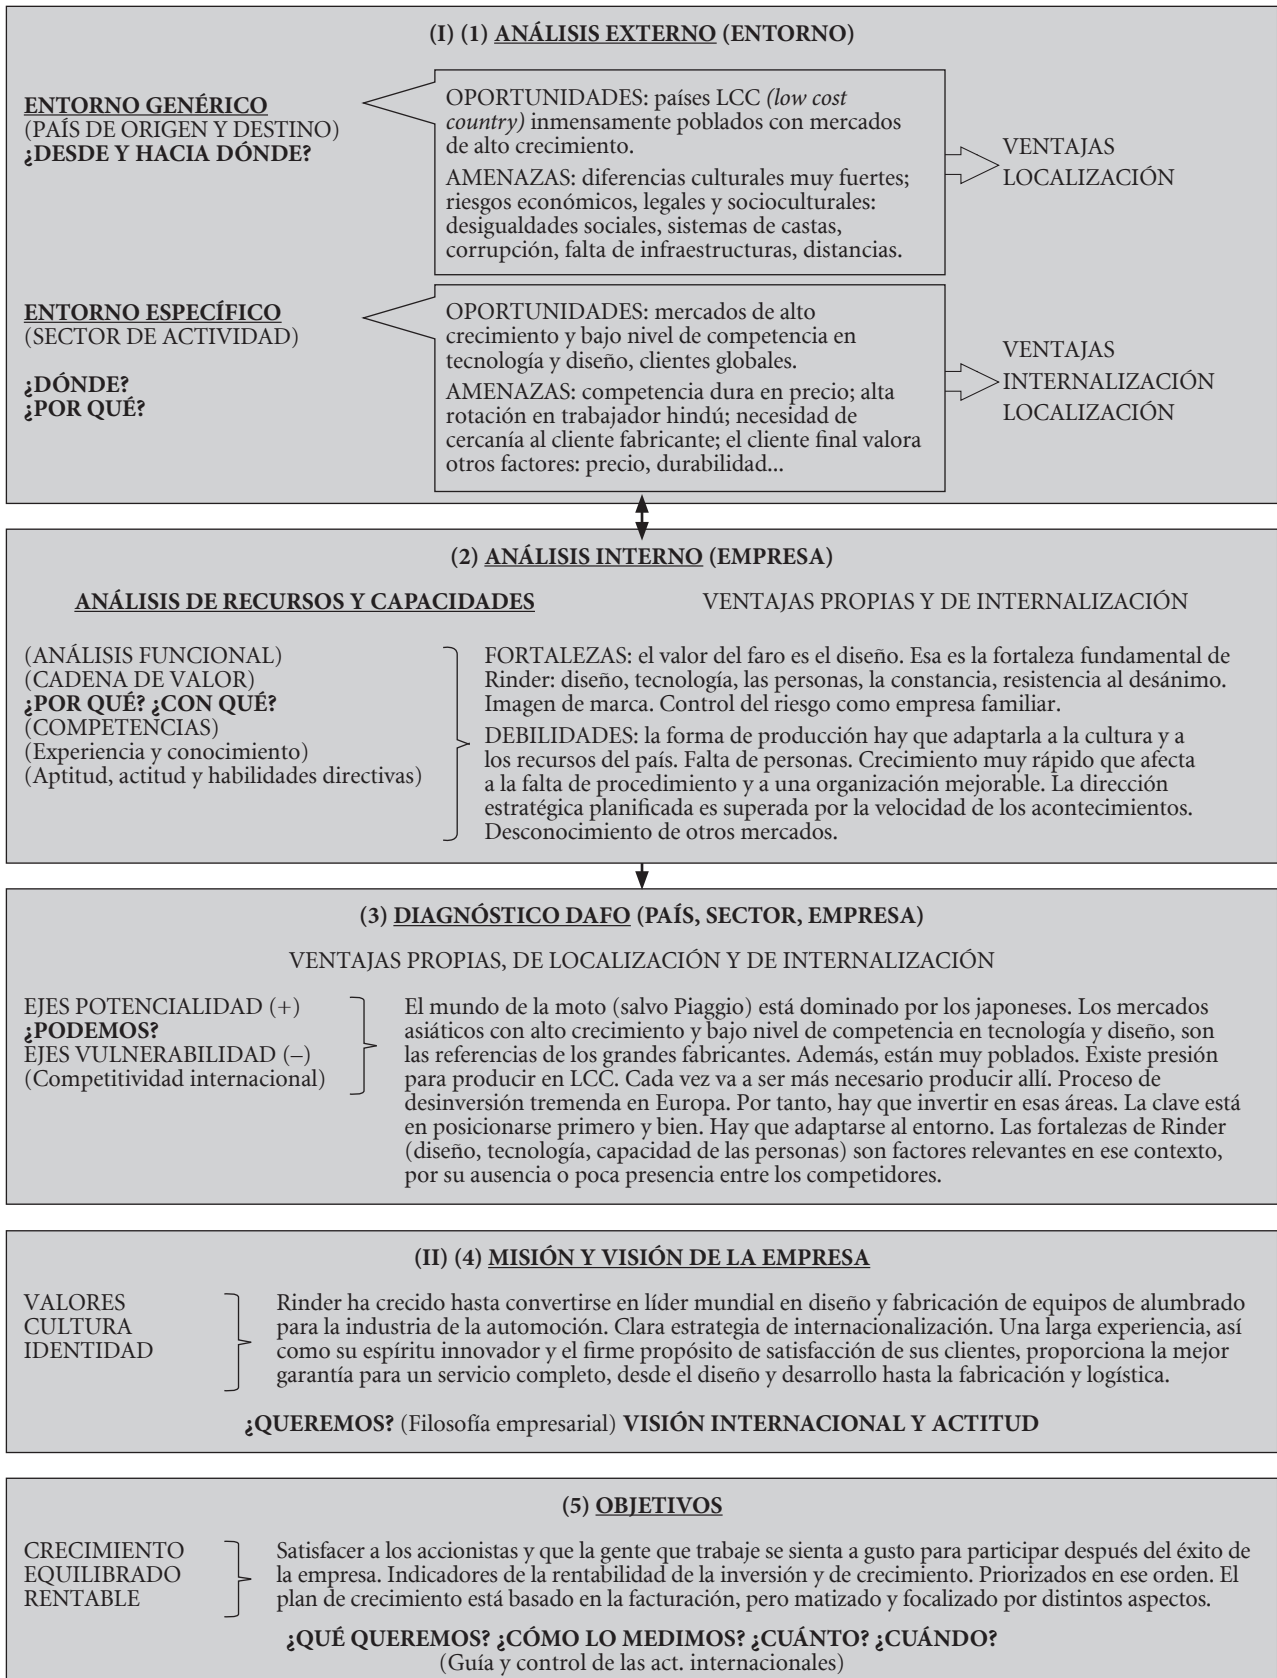 (I) (1) ANÁLISIS EXTERNO (ENTORNO)
ENTORNO GENÉRICO
(PAÍS DE ORIGEN Y DESTINO)
¿DESDE Y HACIA DÓNDE?
OPORTUNIDADES: países LCC (low cost
country) inmensamente poblados con mercados
de alto crecimiento.
AMENAZAS: diferencias culturales muy fuertes;
riesgos económicos, legales y socioculturales:
desigualdades sociales, sistemas de castas,
corrupción, falta de infraestructuras, distancias.
VENTAJAS
LOCALIZACIÓN
ENTORNO ESPECÍFICO
(SECTOR DE ACTIVIDAD)
¿DÓNDE?
¿POR QUÉ?
OPORTUNIDADES: mercados de alto
crecimiento y bajo nivel de competencia en
tecnología y diseño, clientes globales.
AMENAZAS: competencia dura en precio; alta
rotación en trabajador hindú; necesidad de
cercanía al cliente fabricante; el cliente final valora
otros factores: precio, durabilidad...
VENTAJAS
INTERNALIZACIÓN
LOCALIZACIÓN
(2) ANÁLISIS INTERNO (EMPRESA)
ANÁLISIS DE RECURSOS Y CAPACIDADES
VENTAJAS PROPIAS Y DE INTERNALIZACIÓN
(ANÁLISIS FUNCIONAL)
(CADENA DE VALOR)
¿POR QUÉ? ¿CON QUÉ?
(COMPETENCIAS)
(Experiencia y conocimiento)
(Aptitud, actitud y habilidades directivas)
FORTALEZAS: el valor del faro es el diseño. Esa es la fortaleza fundamental de
Rinder: diseño, tecnología, las personas, la constancia, resistencia al desánimo.
Imagen de marca. Control del riesgo como empresa familiar.
DEBILIDADES: la forma de producción hay que adaptarla a la cultura y a
los recursos del país. Falta de personas. Crecimiento muy rápido que afecta
a la falta de procedimiento y a una organización mejorable. La dirección
estratégica planificada es superada por la velocidad de los acontecimientos.
Desconocimiento de otros mercados.
(3) DIAGNÓSTICO DAFO (PAÍS, SECTOR, EMPRESA)
VENTAJAS PROPIAS, DE LOCALIZACIÓN Y DE INTERNALIZACIÓN
EJES POTENCIALIDAD (+)
¿PODEMOS?
EJES VULNERABILIDAD (–)
(Competitividad internacional)
El mundo de la moto (salvo Piaggio) está dominado por los japoneses. Los mercados
asiáticos con alto crecimiento y bajo nivel de competencia en tecnología y diseño, son
las referencias de los grandes fabricantes. Además, están muy poblados. Existe presión
para producir en LCC. Cada vez va a ser más necesario producir allí. Proceso de
desinversión tremenda en Europa. Por tanto, hay que invertir en esas áreas. La clave está
en posicionarse primero y bien. Hay que adaptarse al entorno. Las fortalezas de Rinder
(diseño, tecnología, capacidad de las personas) son factores relevantes en ese contexto,
por su ausencia o poca presencia entre los competidores.
(II) (4) MISIÓN Y VISIÓN DE LA EMPRESA
VALORES
CULTURA
IDENTIDAD
Rinder ha crecido hasta convertirse en líder mundial en diseño y fabricación de equipos de alumbrado
para la industria de la automoción. Clara estrategia de internacionalización. Una larga experiencia, así
como su espíritu innovador y el firme propósito de satisfacción de sus clientes, proporciona la mejor
garantía para un servicio completo, desde el diseño y desarrollo hasta la fabricación y logística.
¿QUEREMOS? (Filosofía empresarial) VISIÓN INTERNACIONAL Y ACTITUD
(5) OBJETIVOS
CRECIMIENTO
EQUILIBRADO
RENTABLE
Satisfacer a los accionistas y que la gente que trabaje se sienta a gusto para participar después del éxito de
la empresa. Indicadores de la rentabilidad de la inversión y de crecimiento. Priorizados en ese orden. El
plan de crecimiento está basado en la facturación, pero matizado y focalizado por distintos aspectos.
¿QUÉ QUEREMOS? ¿CÓMO LO MEDIMOS? ¿CUÁNTO? ¿CUÁNDO?
(Guía y control de las act. internacionales)